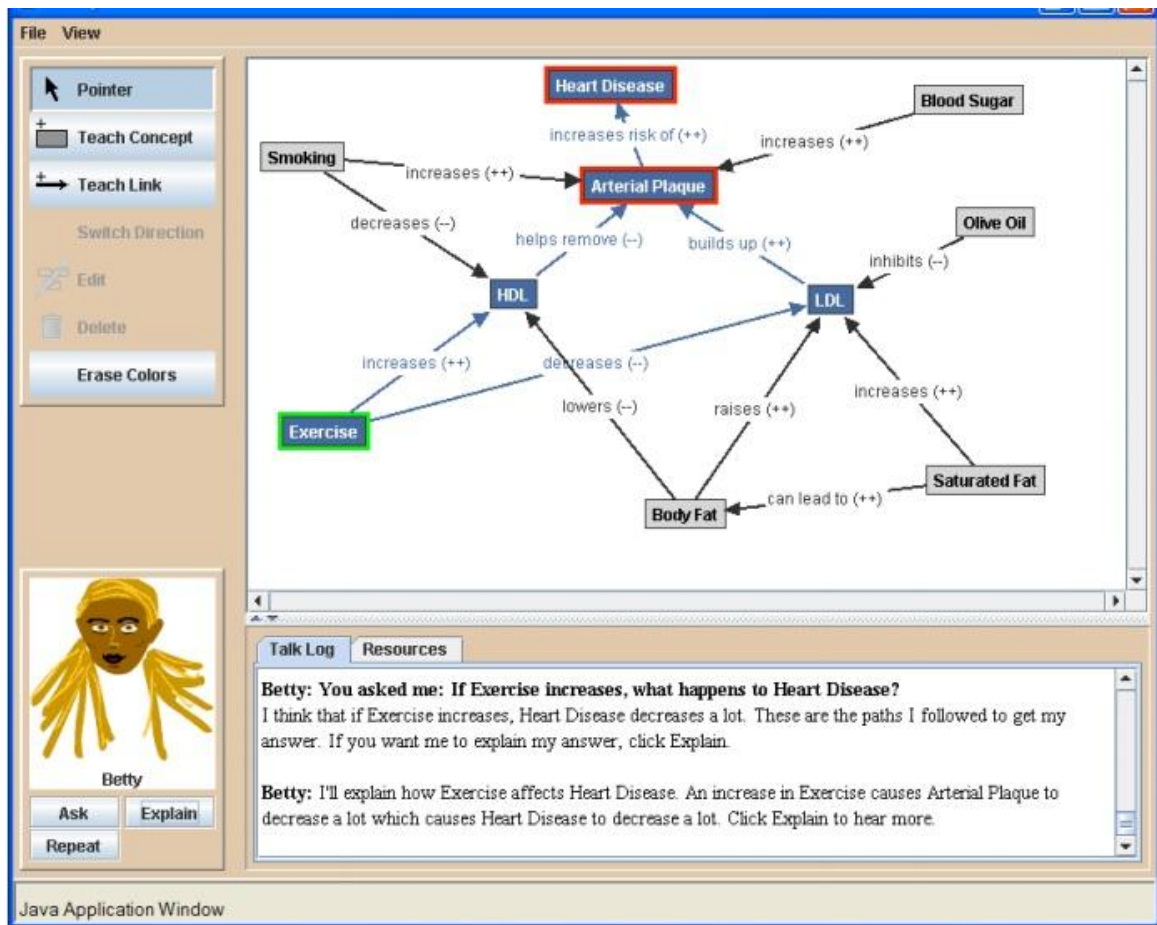 File View
Pointer
Teach Concept
Teach Link
Switch Direction
Edit
Delete
Erase Colors
Heart Disease
Blood Sugar
increases risk of (++)
increases (++)
Smoking
increases (++)
Arterial Plaque
decreases (--)
Olive Oil
helps remove (--)
builds up (++)
inhibits (--)
HDL
LDL
increases (++)
decreases (--)
increases (++)
lowers (--)
raises (++)
Exercise
Saturated Fat
can lead to (++)
Body Fat
Betty
Ask Explain
Repeat
Talk Log Resources
Betty: You asked me: If Exercise increases, what happens to Heart Disease?
I think that if Exercise increases, Heart Disease decreases a lot. These are the paths I followed to get my
answer. If you want me to explain my answer, click Explain.
Betty: I'll explain how Exercise affects Heart Disease. An increase in Exercise causes Arterial Plaque to
decrease a lot which causes Heart Disease to decrease a lot. Click Explain to hear more.
Java Application Window